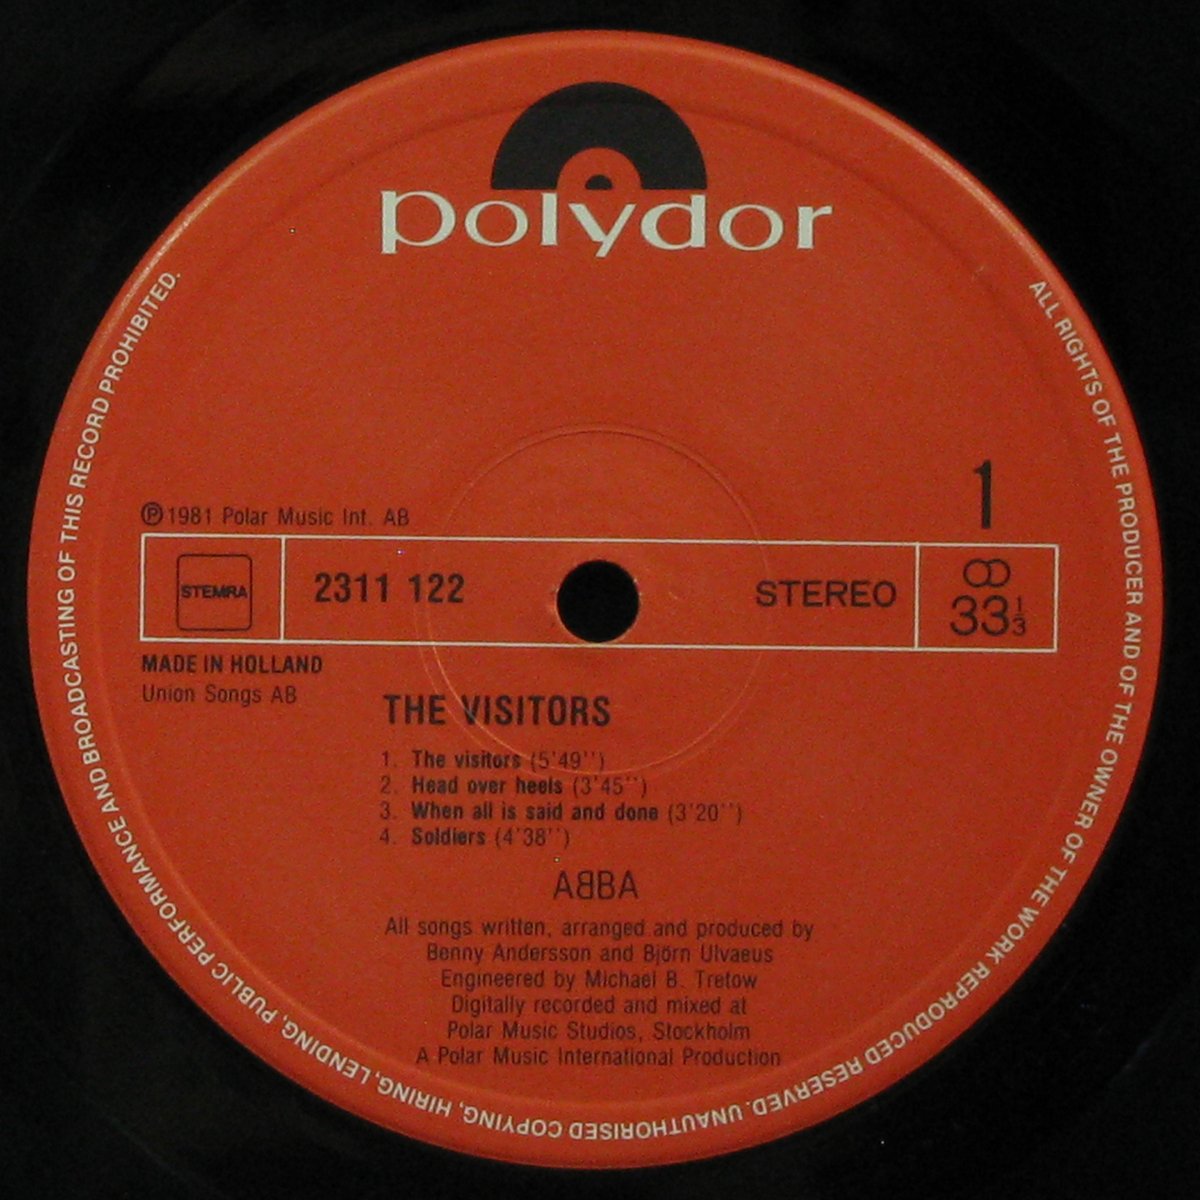 polydor
1
℗ 1981 Polar Music Int. AB
STEMRA
2311 122
STEREO
33 1/3
MADE IN HOLLAND
Union Songs AB
THE VISITORS
1. The visitors (5'49'')
2. Head over heels (3'45'')
3. When all is said and done (3'20'')
4. Soldiers (4'38'')
AᗺBA
All songs written, arranged and produced by
Benny Andersson and Björn Ulvaeus
Engineered by Michael B. Tretow
Digitally recorded and mixed at
Polar Music Studios, Stockholm
A Polar Music International Production
ALL RIGHTS OF THE PRODUCER AND OF THE OWNER OF THE WORK REPRODUCED RESERVED. UNAUTHORISED COPYING, HIRING, LENDING, PUBLIC PERFORMANCE AND BROADCASTING OF THIS RECORD PROHIBITED.